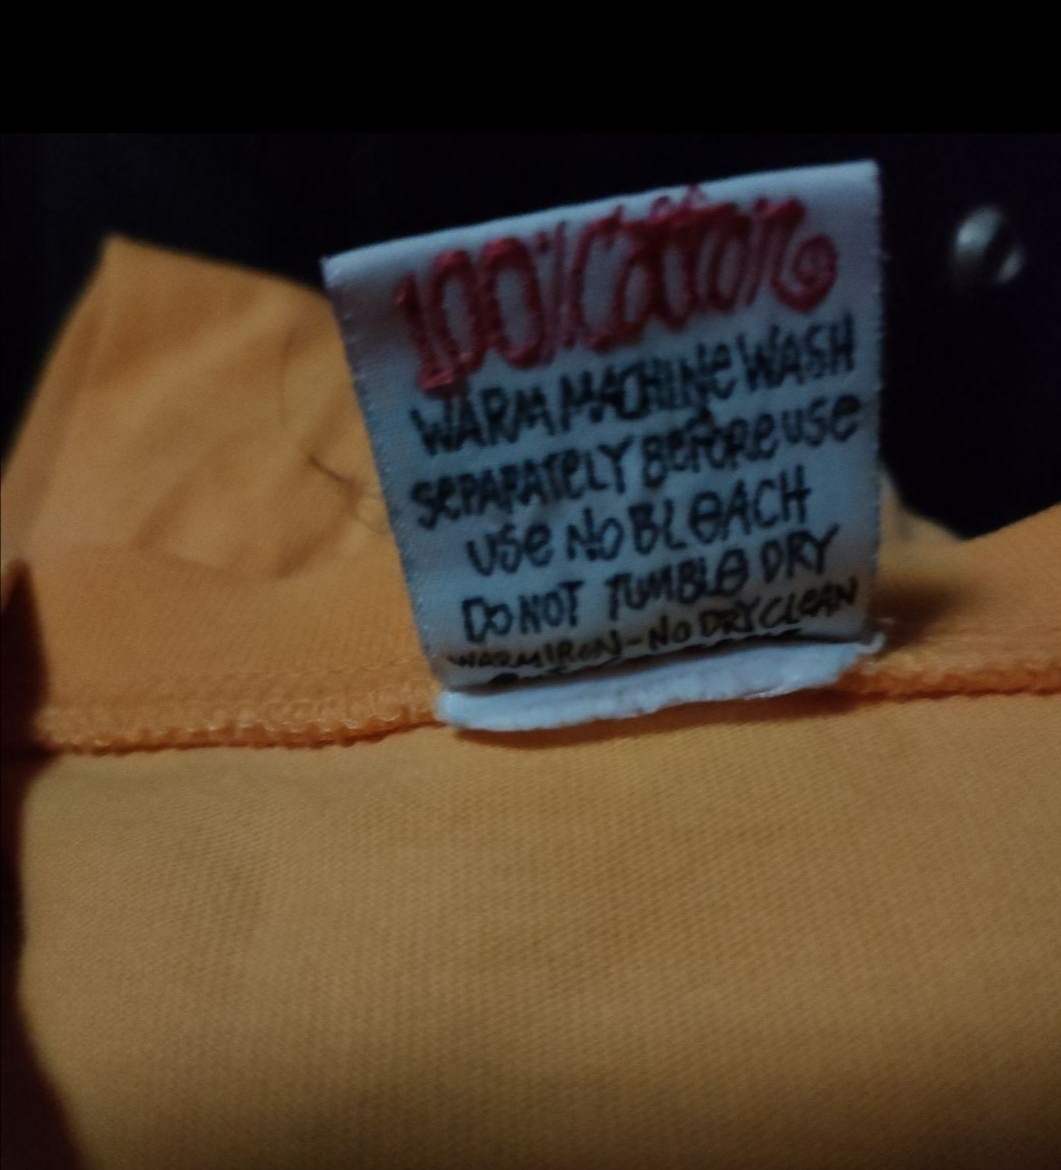 100% Cotton
WARM MACHINE WASH
SEPARATELY BEFORE USE
USE NO BLEACH
DO NOT TUMBLE DRY
WARM IRON-NO DRYCLEAN